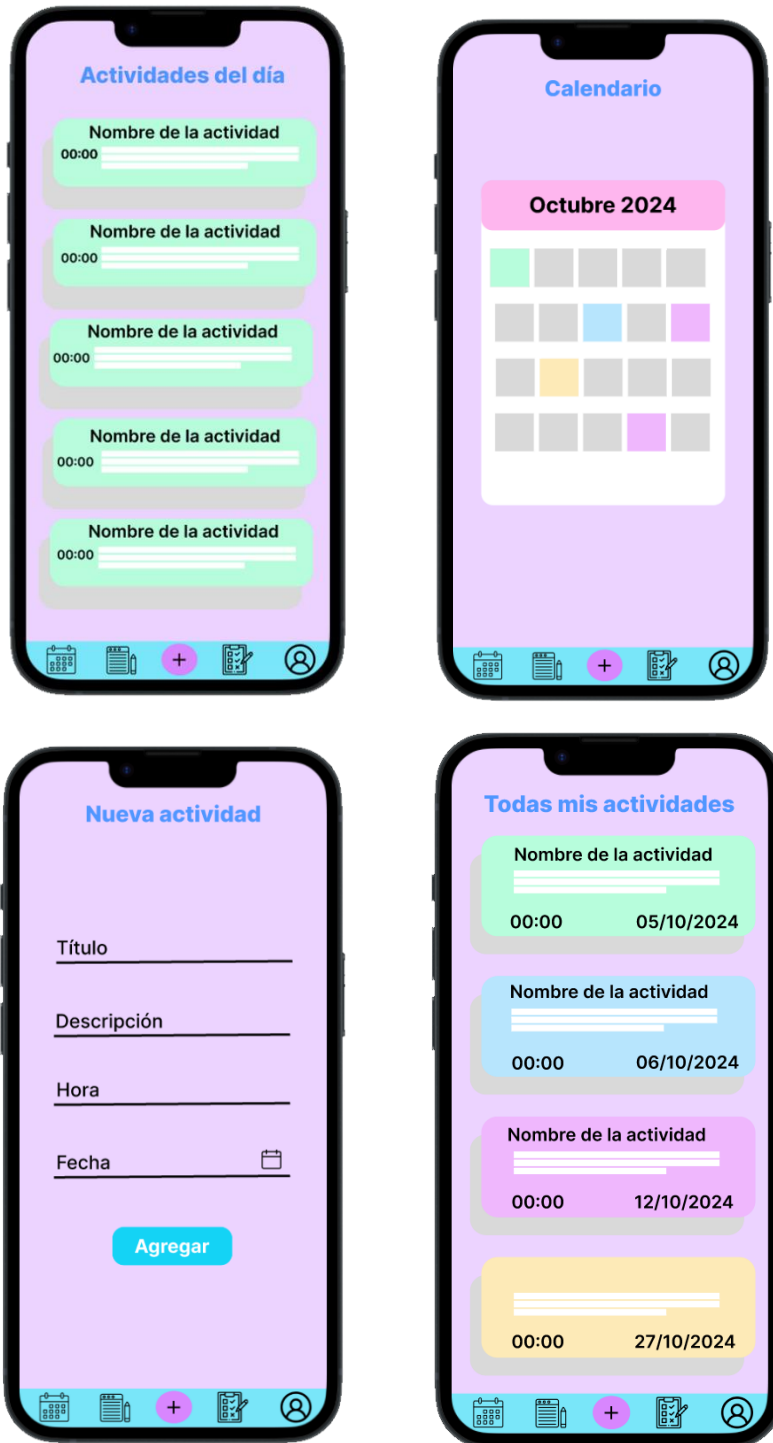 Actividades del día
Nombre de la actividad
00:00
Nombre de la actividad
00:00
Nombre de la actividad
00:00
Nombre de la actividad
00:00
Nombre de la actividad
00:00
+
Calendario
Octubre 2024
+
Nueva actividad
Título
Descripción
Hora
Fecha
Agregar
+
Todas mis actividades
Nombre de la actividad
00:00 05/10/2024
Nombre de la actividad
00:00 06/10/2024
Nombre de la actividad
00:00 12/10/2024
00:00 27/10/2024
+